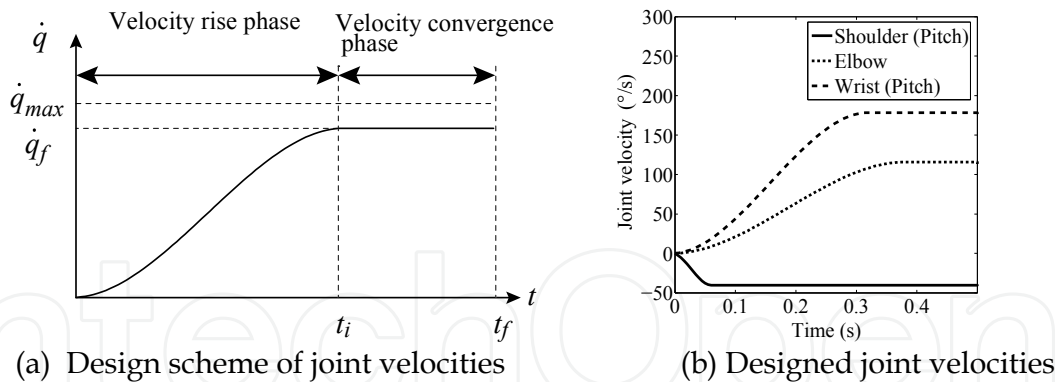 Velocity rise phase
Velocity convergence
phase
q̇
q̇max
q̇f
t
ti
tf
(a) Design scheme of joint velocities
300
250
200
150
100
50
0
−50
Joint velocity (°/s)
Shoulder (Pitch)
Elbow
Wrist (Pitch)
0
0.1
0.2
0.3
0.4
Time (s)
(b) Designed joint velocities
ntechOpen